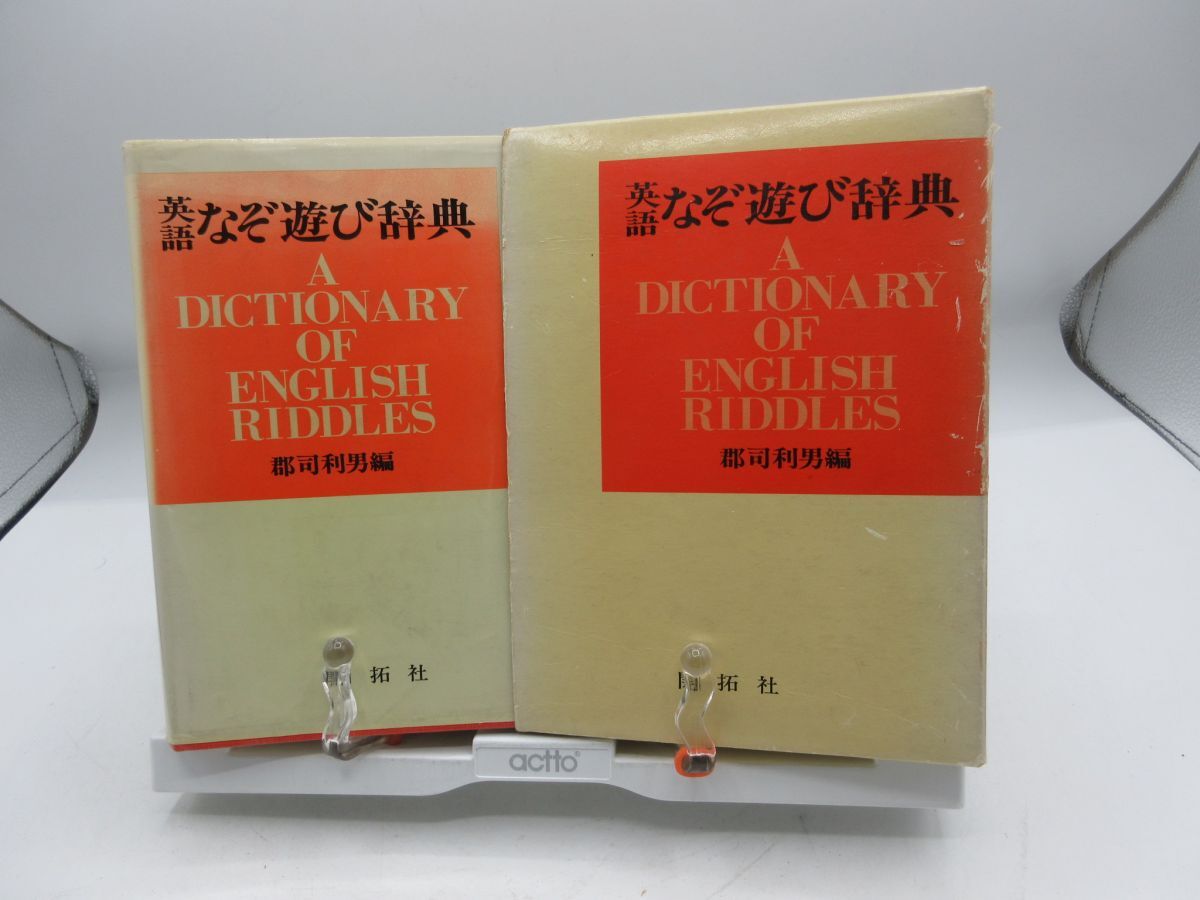 英語なぞ遊び辞典
A
DICTIONARY
OF
ENGLISH
RIDDLES
郡司利男編
開拓社
英語なぞ遊び辞典
A
DICTIONARY
OF
ENGLISH
RIDDLES
郡司利男編
開拓社
actto®